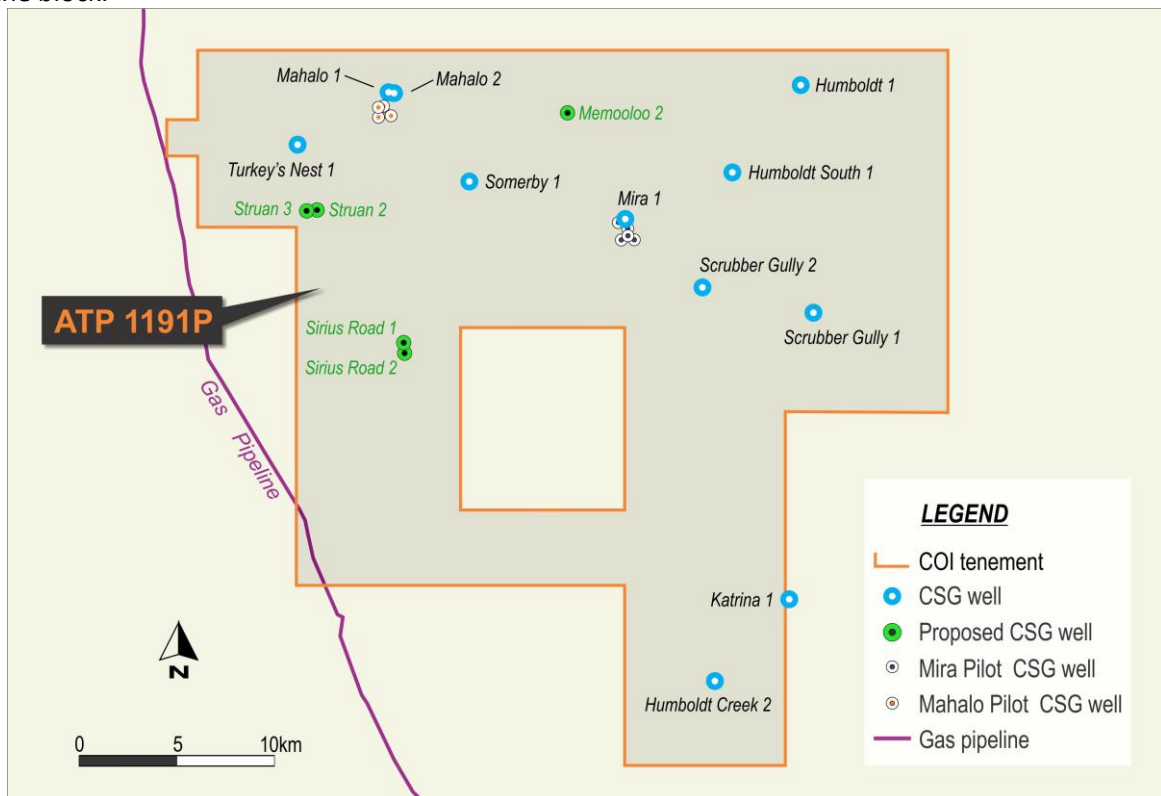 the block.
Mahalo 1
Mahalo 2
Humboldt 1
Memooloo 2
Turkey's Nest 1
Somerby 1
Humboldt South 1
Mira 1
Struan 3
Struan 2
Scrubber Gully 2
ATP 1191P
Sirius Road 1
Scrubber Gully 1
Sirius Road 2
Gas Pipeline
LEGEND
COI tenement
CSG well
Katrina 1
Proposed CSG well
Mira Pilot CSG well
N
Humboldt Creek 2
Mahalo Pilot CSG well
Gas pipeline
0 5 10km